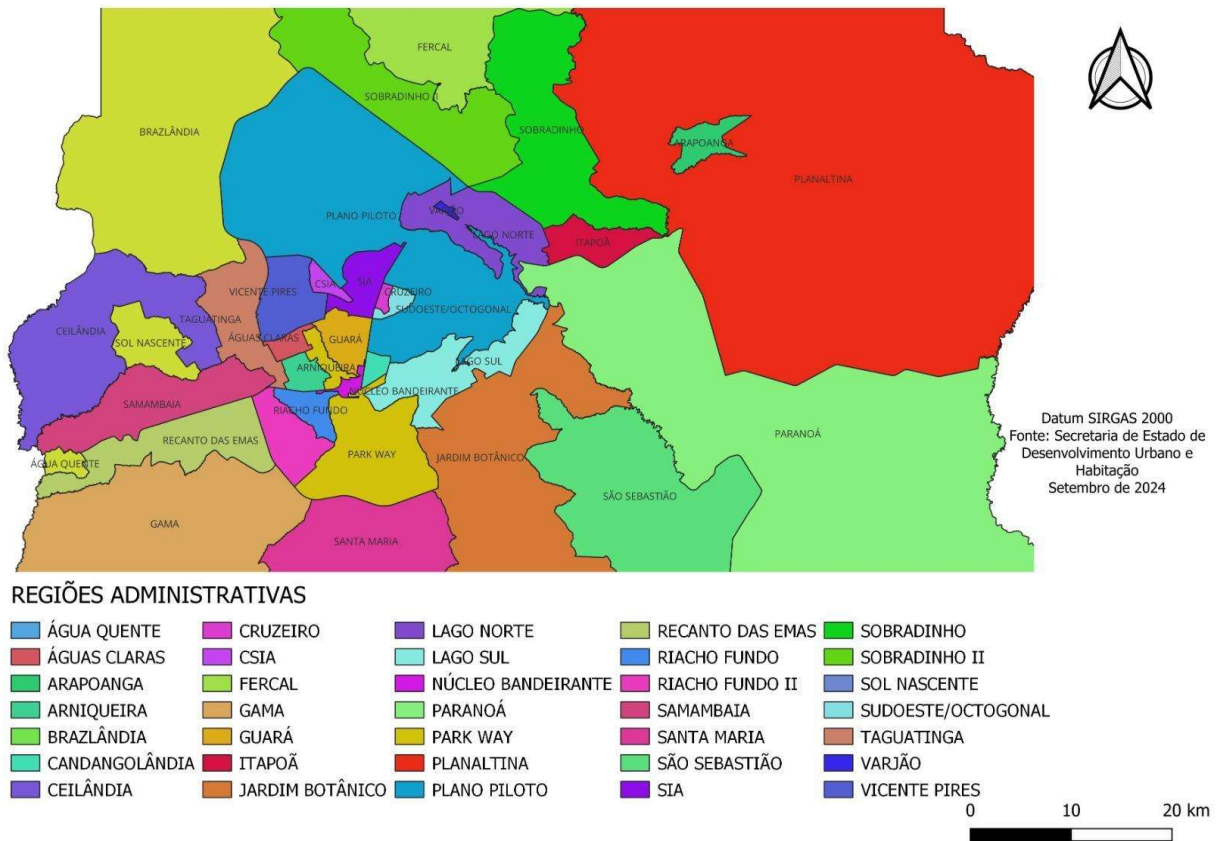 FERCAL
SOBRADINHO II
BRAZLÂNDIA
SOBRADINHO
ARAPOANGA
PLANALTINA
PLANO PILOTO
VARJÃO
LAGO NORTE
ITAPOÃ
CSIA
SIA
VICENTE PIRES
CRUZEIRO
SUDOESTE/OCTOGONAL
TAGUATINGA
CEILÂNDIA
SOL NASCENTE
ÁGUAS CLARAS
GUARÁ
LAGO SUL
ARNIQUEIRA
NÚCLEO BANDEIRANTE
SAMAMBAIA
RIACHO FUNDO
RECANTO DAS EMAS
PARANOÁ
PARK WAY
JARDIM BOTÂNICO
ÁGUA QUENTE
SÃO SEBASTIÃO
GAMA
SANTA MARIA
Datum SIRGAS 2000
Fonte: Secretaria de Estado de
Desenvolvimento Urbano e
Habitação
Setembro de 2024
REGIÕES ADMINISTRATIVAS
ÁGUA QUENTE
ÁGUAS CLARAS
ARAPOANGA
ARNIQUEIRA
BRAZLÂNDIA
CANDANGOLÂNDIA
CEILÂNDIA
CRUZEIRO
CSIA
FERCAL
GAMA
GUARÁ
ITAPOÃ
JARDIM BOTÂNICO
LAGO NORTE
LAGO SUL
NÚCLEO BANDEIRANTE
PARANOÁ
PARK WAY
PLANALTINA
PLANO PILOTO
RECANTO DAS EMAS
RIACHO FUNDO
RIACHO FUNDO II
SAMAMBAIA
SANTA MARIA
SÃO SEBASTIÃO
SIA
SOBRADINHO
SOBRADINHO II
SOL NASCENTE
SUDOESTE/OCTOGONAL
TAGUATINGA
VARJÃO
VICENTE PIRES
0 10 20 km